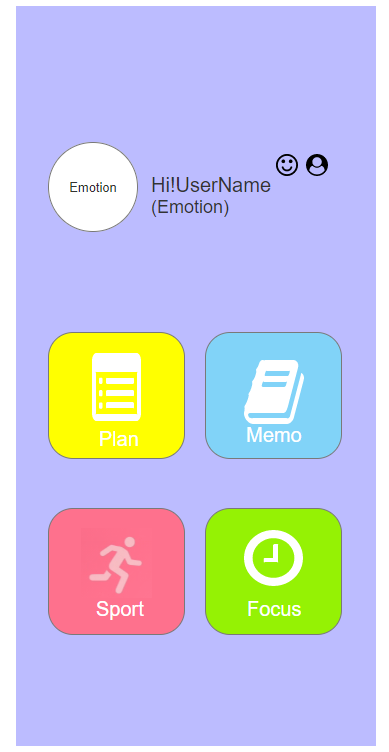 Emotion
Hi!UserName
(Emotion)
Plan
Memo
Sport
Focus